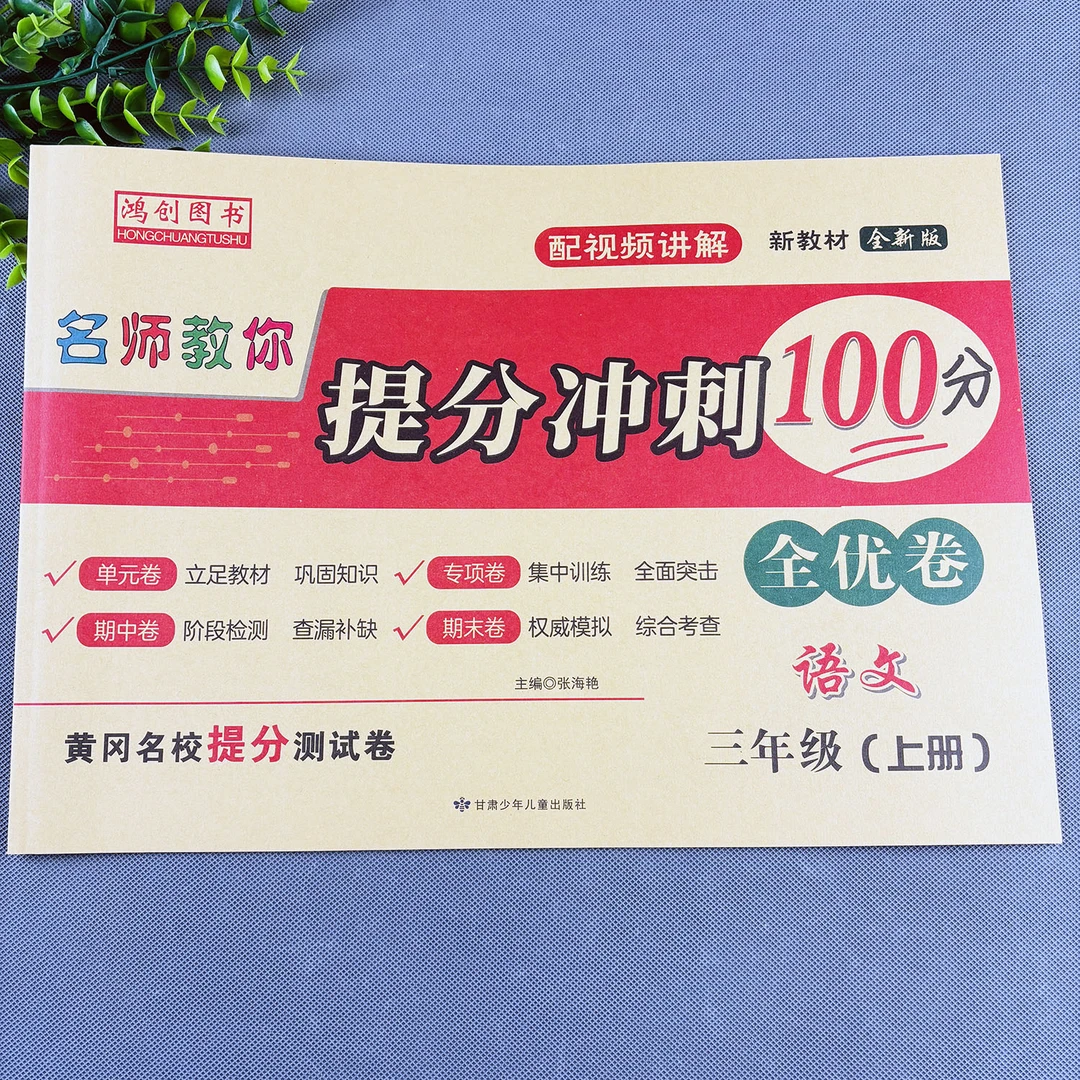 鸿创图书
HONGCHUANGTUSHU
配视频讲解 新教材 全新版
名师教你
提分冲刺100分
全优卷
单元卷 立足教材 巩固知识 专项卷 集中训练 全面突击
期中卷 阶段检测 查漏补缺 期末卷 权威模拟 综合考查
语文
主编◎张海艳
黄冈名校提分测试卷
三年级(上册)
甘肃少年儿童出版社